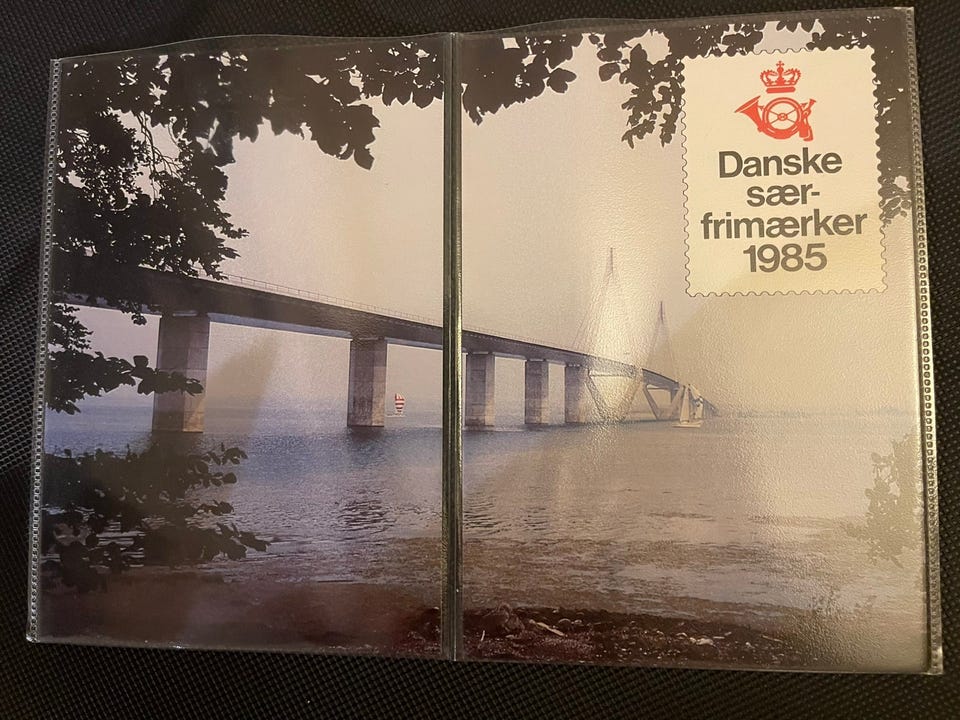 Danske
sær-
frimærker
1985